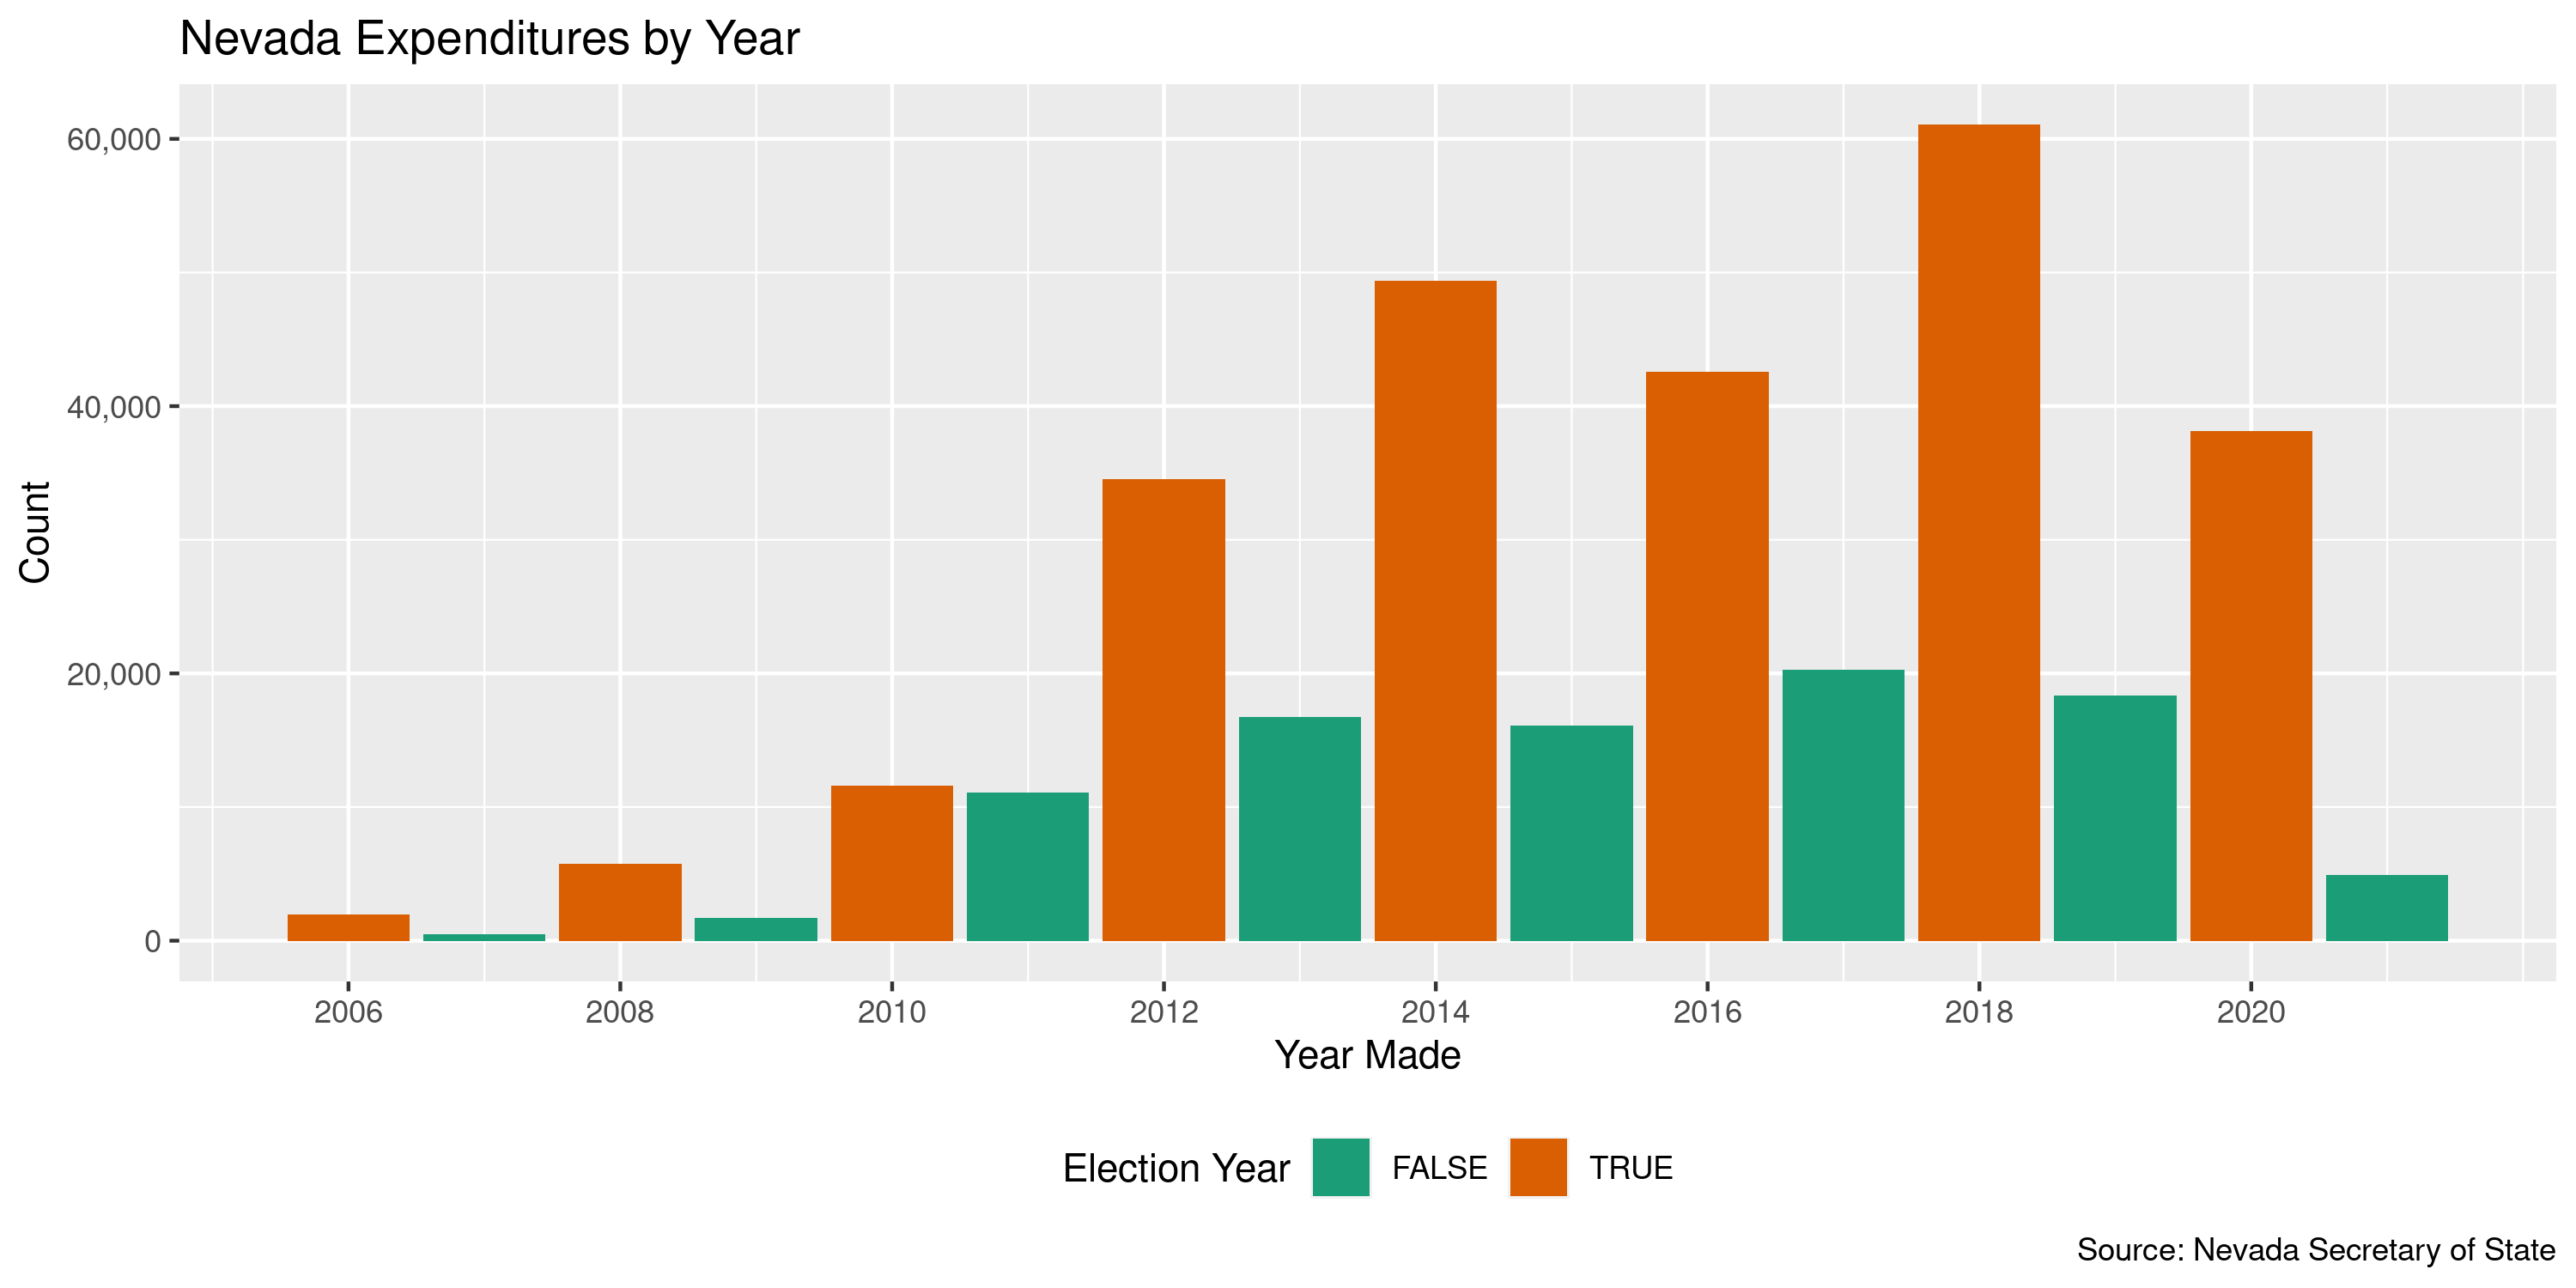 Nevada Expenditures by Year
Count
60,000
40,000
20,000
0
2006 2008 2010 2012 2014 2016 2018 2020
Year Made
Election Year FALSE TRUE
Source: Nevada Secretary of State